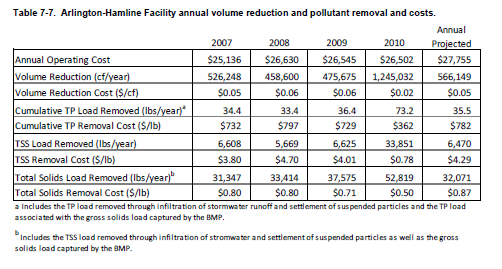 Table 7-7. Arlington-Hamline Facility annual volume reduction and pollutant removal and costs.
2007 2008 2009 2010 Annual Projected
Annual Operating Cost $25,136 $26,630 $26,545 $26,502 $27,755
Volume Reduction (cf/year) 526,248 458,600 475,675 1,245,032 566,149
Volume Reduction Cost ($/cf) $0.05 $0.06 $0.06 $0.02 $0.05
Cumulative TP Load Removed (lbs/year)a 34.4 33.4 36.4 73.2 35.5
Cumulative TP Removal Cost ($/lb) $732 $797 $729 $362 $782
TSS Load Removed (lbs/year) 6,608 5,669 6,625 33,851 6,470
TSS Removal Cost ($/lb) $3.80 $4.70 $4.01 $0.78 $4.29
Total Solids Load Removed (lbs/year)b 31,347 33,414 37,575 52,819 32,071
Total Solids Removal Cost ($/lb) $0.80 $0.80 $0.71 $0.50 $0.87
a Includes the TP load removed through infiltration of stormwater runoff and settlement of suspended particles and the TP load
associated with the gross solids load captured by the BMP.
b Includes the TSS load removed through infiltration of stromwater and settlement of suspended particles as well as the gross
solids load captured by the BMP.